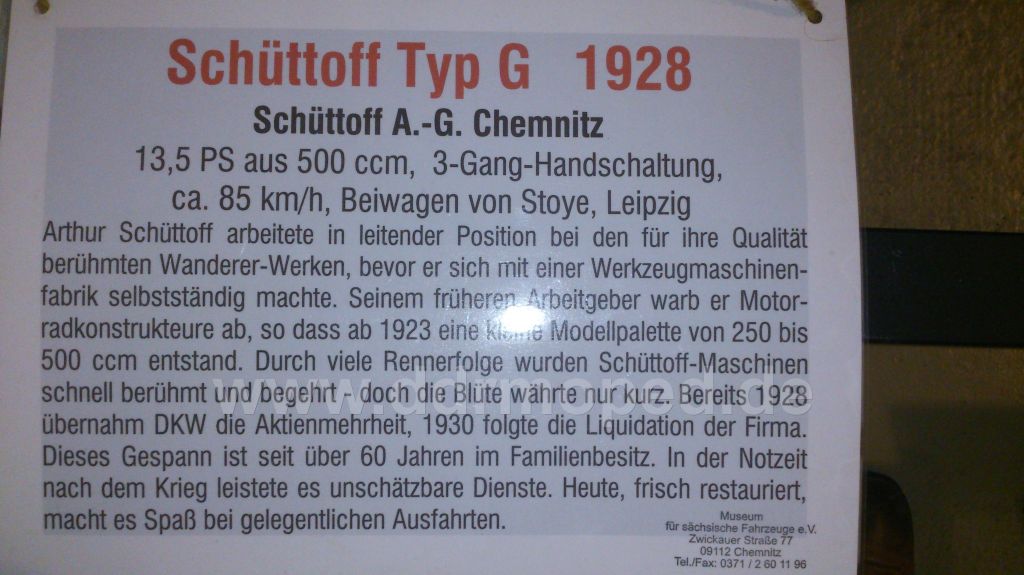 Schüttoff Typ G 1928
Schüttoff A.-G. Chemnitz
13,5 PS aus 500 ccm, 3-Gang-Handschaltung,
ca. 85 km/h, Beiwagen von Stoye, Leipzig
Arthur Schüttoff arbeitete in leitender Position bei den für ihre Qualität
berühmten Wanderer-Werken, bevor er sich mit einer Werkzeugmaschinen-
fabrik selbstständig machte. Seinem früheren Arbeitgeber warb er Motor-
radkonstrukteure ab, so dass ab 1923 eine kleine Modellpalette von 250 bis
500 ccm entstand. Durch viele Rennerfolge wurden Schüttoff-Maschinen
schnell berühmt und begehrt - doch die Blüte währte nur kurz. Bereits 1928
übernahm DKW die Aktienmehrheit, 1930 folgte die Liquidation der Firma.
Dieses Gespann ist seit über 60 Jahren im Familienbesitz. In der Notzeit
nach dem Krieg leistete es unschätzbare Dienste. Heute, frisch restauriert,
macht es Spaß bei gelegentlichen Ausfahrten.
Museum
für sächsische Fahrzeuge e.V.
Zwickauer Straße 77
09112 Chemnitz
Tel./Fax: 0371 / 2 60 11 96
www.ddrmoped.de